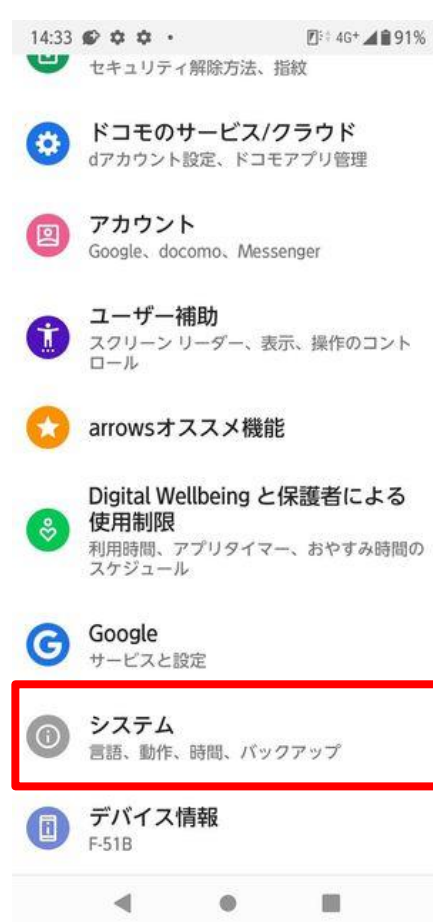 14:33
4G+ 91%
セキュリティ解除方法、指紋
ドコモのサービス/クラウド
dアカウント設定、ドコモアプリ管理
アカウント
Google、docomo、Messenger
ユーザー補助
スクリーン リーダー、表示、操作のコント
ロール
arrowsオススメ機能
Digital Wellbeing と保護者による
使用制限
利用時間、アプリタイマー、おやすみ時間の
スケジュール
Google
サービスと設定
システム
言語、動作、時間、バックアップ
デバイス情報
F-51B